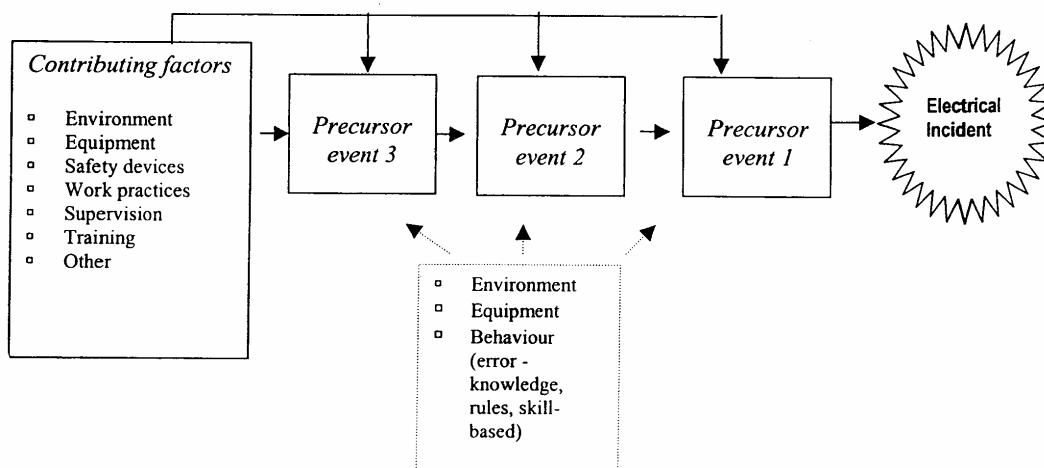 Contributing factors
Environment
Equipment
Safety devices
Work practices
Supervision
Training
Other
Precursor
event 3
Precursor
event 2
Precursor
event 1
Electrical
Incident
Environment
Equipment
Behaviour
(error -
knowledge,
rules, skill-
based)